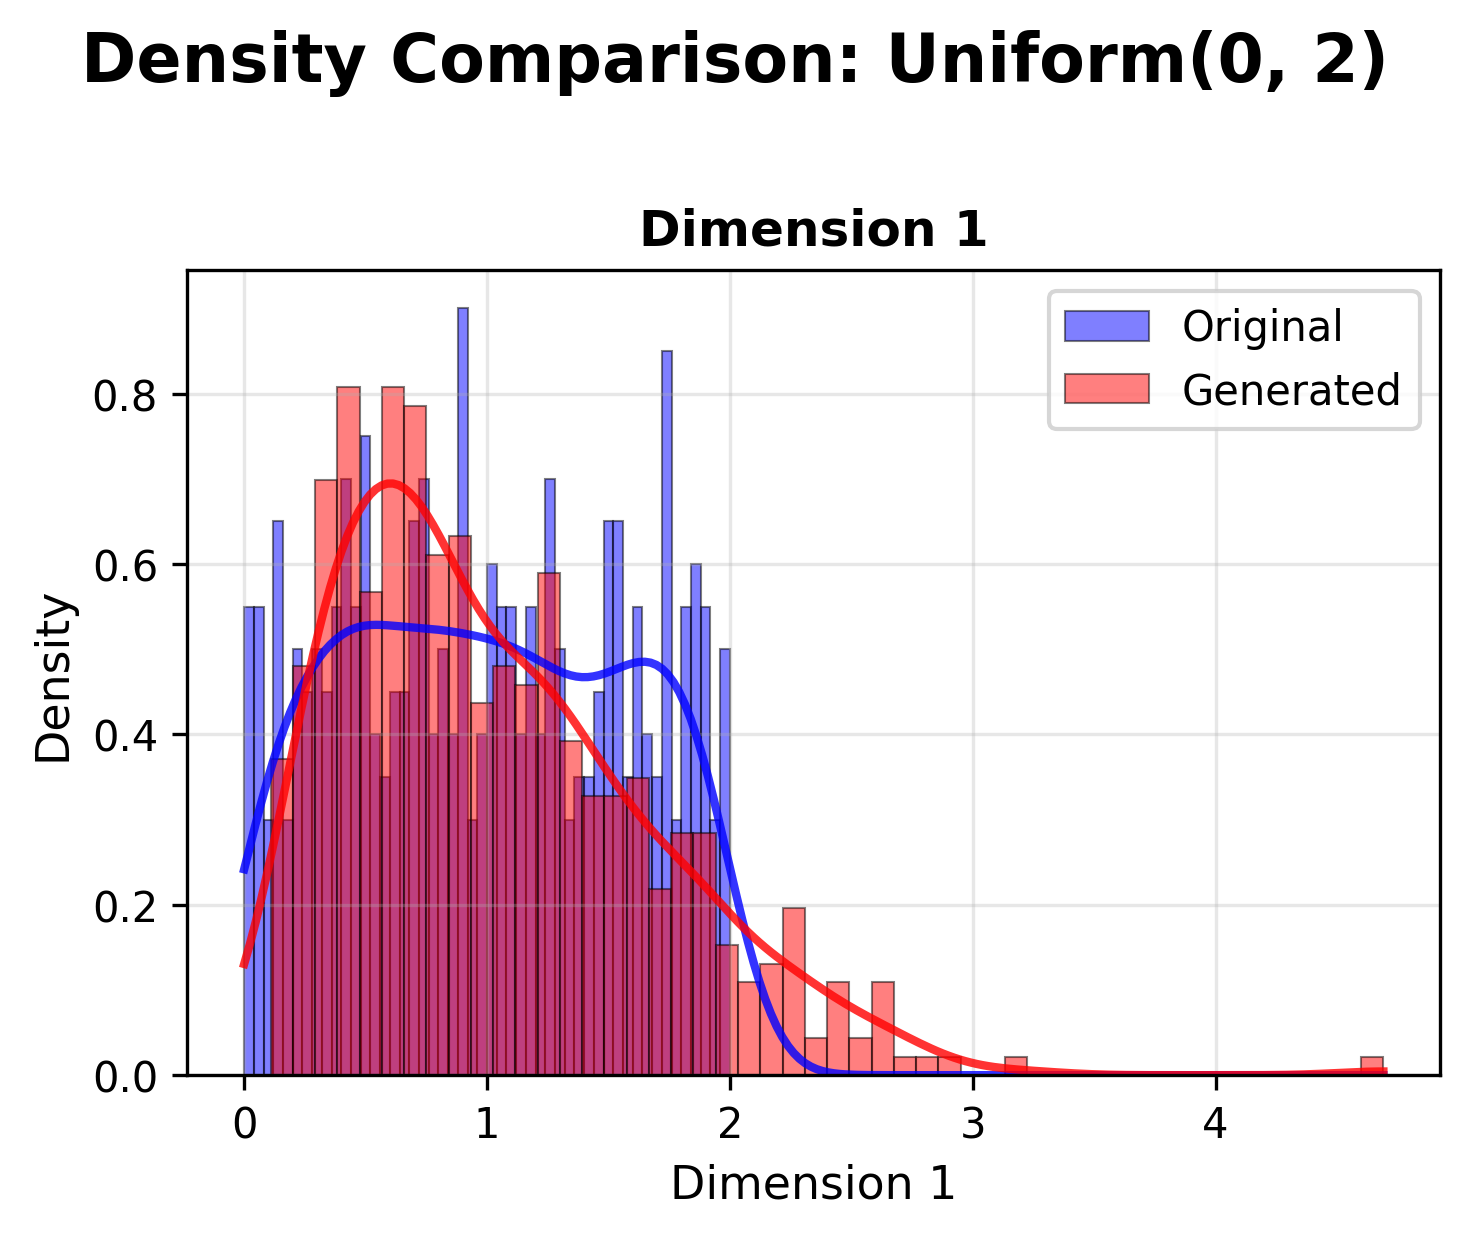 Density Comparison: Uniform(0, 2)
Dimension 1
Original
Generated
Density
0.8
0.6
0.4
0.2
0.0
0 1 2 3 4
Dimension 1